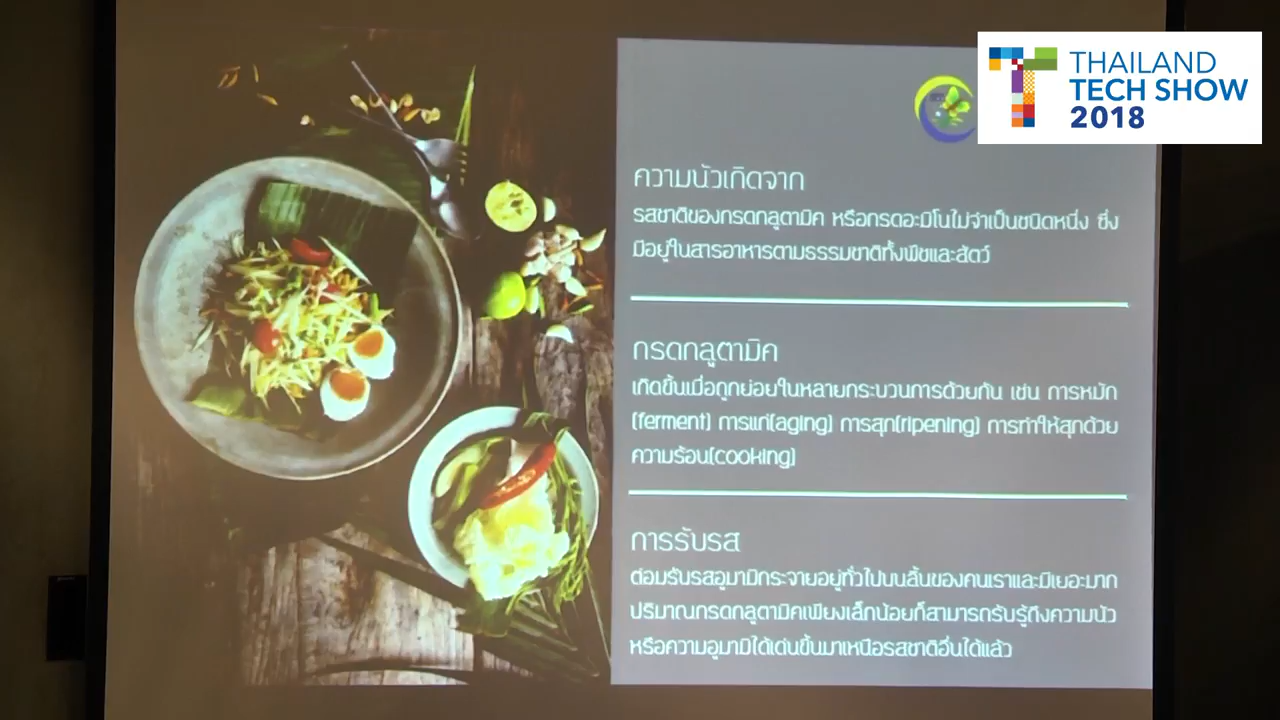 THAILAND
TECH SHOW
2018
ความนัวเกิดจาก
รสชาติของกรดกลูตามิค หรือกรดอะมิโนไม่จำเป็นชนิดหนึ่ง ซึ่ง
มีอยู่ในสารอาหารตามธรรมชาติทั้งพืชและสัตว์
กรดกลูตามิค
เกิดขึ้นเมื่อถูกย่อยในหลายกระบวนการด้วยกัน เช่น การหมัก
(ferment) การแก่(aging) การสุก(ripening) การทำให้สุกด้วย
ความร้อน(cooking)
การรับรส
ต่อมรับรสอูมามิกระจายอยู่ทั่วไปบนลิ้นของคนเราและมีเยอะมาก
ปริมาณกรดกลูตามิคเพียงเล็กน้อยก็สามารถรับรู้ถึงความนัว
หรือความอูมามิได้เด่นขึ้นมาเหนือรสชาติอื่นได้แล้ว